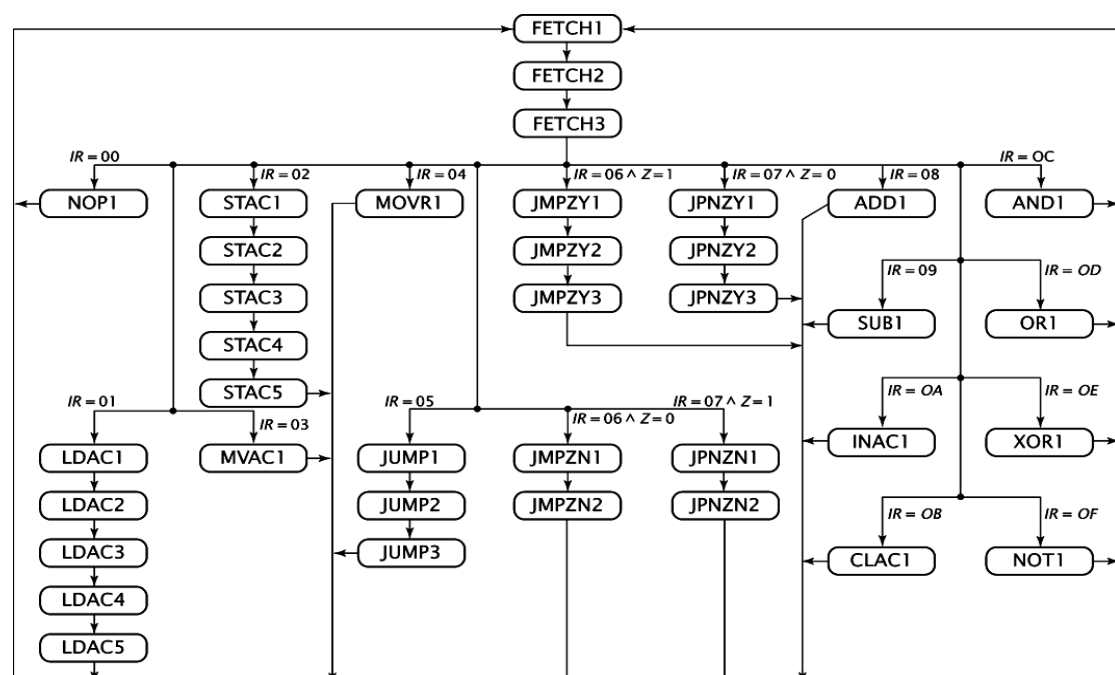 FETCH1
FETCH2
FETCH3
IR = 00
IR = OC
IR = 02
IR = 04
IR = 06 ∧ Z = 1
IR = 07 ∧ Z = 0
IR = 08
NOP1
STAC1
MOVR1
JMPZY1
JPNZY1
ADD1
AND1
STAC2
JMPZY2
JPNZY2
IR = 09
IR = OD
STAC3
JMPZY3
JPNZY3
SUB1
OR1
STAC4
STAC5
IR = OA
IR = OE
IR = 01
IR = 03
IR = 05
IR = 06 ∧ Z = 0
IR = 07 ∧ Z = 1
INAC1
XOR1
LDAC1
MVAC1
JUMP1
JMPZN1
JPNZN1
LDAC2
JUMP2
JMPZN2
JPNZN2
IR = OB
IR = OF
LDAC3
JUMP3
CLAC1
NOT1
LDAC4
LDAC5